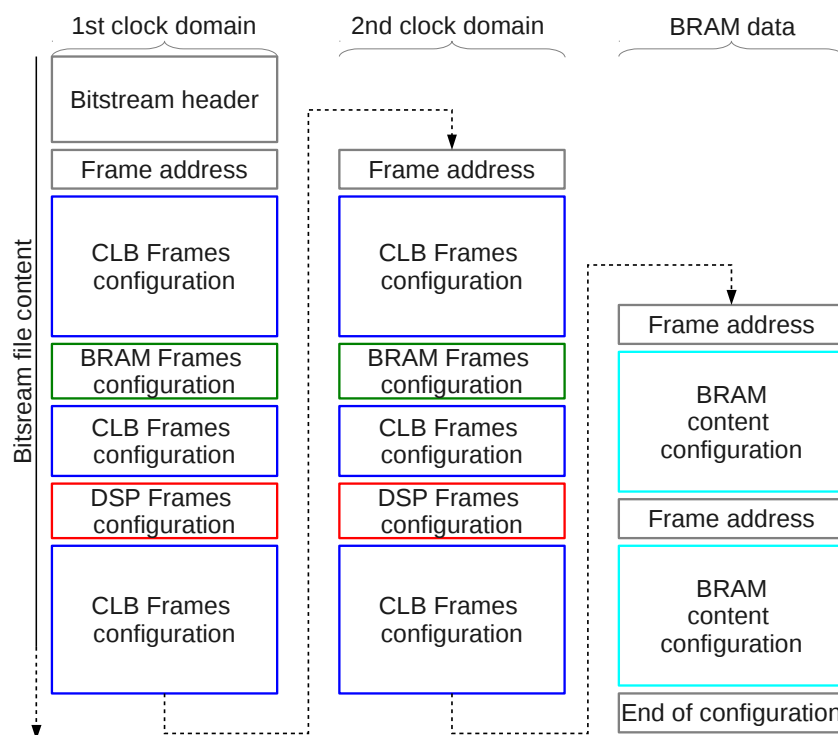 1st clock domain
2nd clock domain
BRAM data
Bitsream file content
Bitstream header
Frame address
CLB Frames
configuration
BRAM Frames
configuration
CLB Frames
configuration
DSP Frames
configuration
CLB Frames
configuration
Frame address
CLB Frames
configuration
BRAM Frames
configuration
CLB Frames
configuration
DSP Frames
configuration
CLB Frames
configuration
Frame address
BRAM
content
configuration
Frame address
BRAM
content
configuration
End of configuration